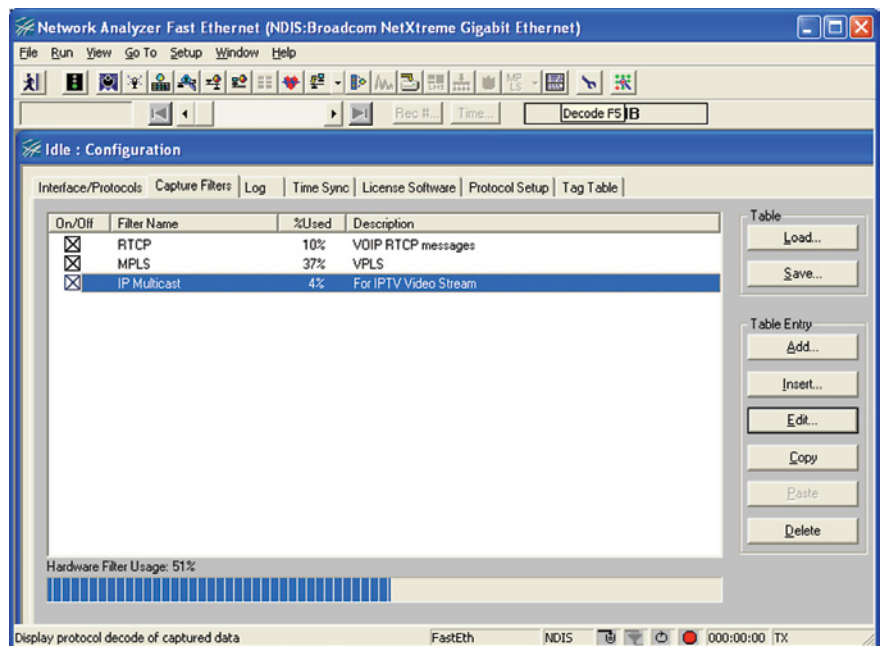 Network Analyzer Fast Ethernet (NDIS:Broadcom NetXtreme Gigabit Ethernet)
File Run View Go To Setup Window Help
MP LS
Rec #... Time... Decode F5 IB
Idle : Configuration
Interface/Protocols Capture Filters Log Time Sync License Software Protocol Setup Tag Table
On/Off Filter Name %Used Description
RTCP 10% VOIP RTCP messages
MPLS 37% VPLS
IP Multicast 4% For IPTV Video Stream
Table
Load...
Save...
Table Entry
Add...
Insert...
Edit...
Copy
Paste
Delete
Hardware Filter Usage: 51%
Display protocol decode of captured data FastEth NDIS 000:00:00 TX